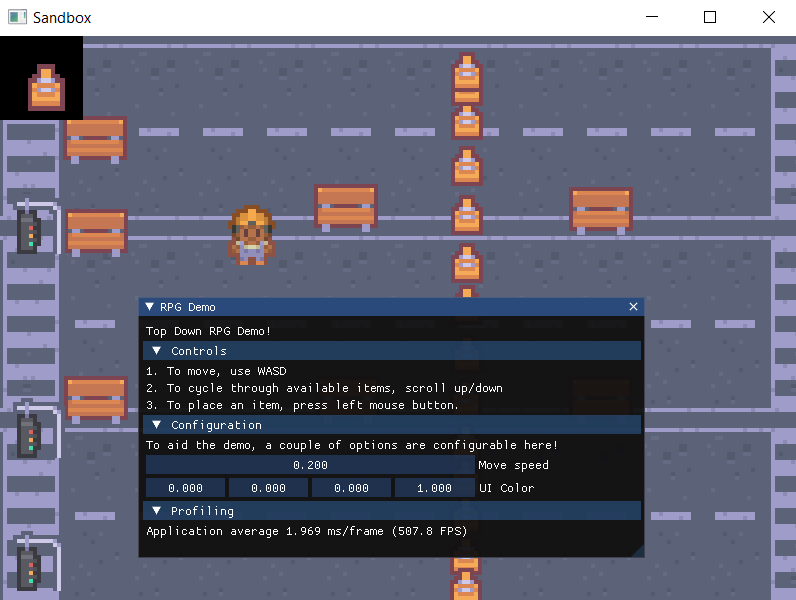 Sandbox
RPG Demo
Top Down RPG Demo!
Controls
1. To move, use WASD
2. To cycle through available items, scroll up/down
3. To place an item, press left mouse button.
Configuration
To aid the demo, a couple of options are configurable here!
0.200 Move speed
0.000 0.000 0.000 1.000 UI Color
Profiling
Application average 1.969 ms/frame (507.8 FPS)